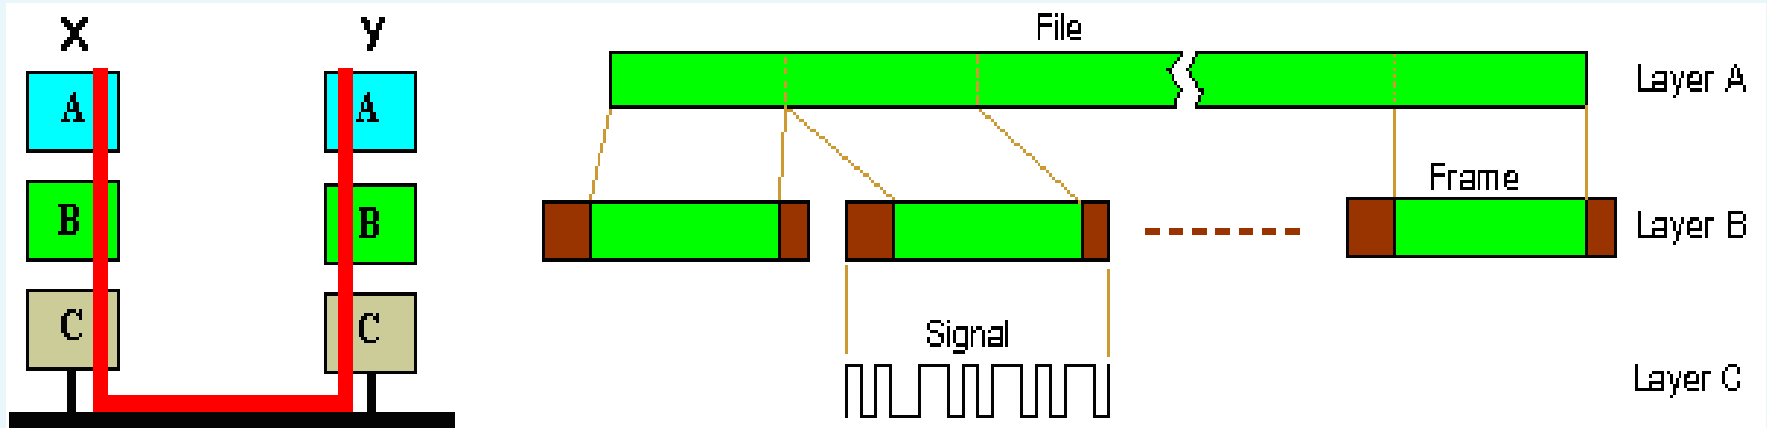 X y
A A
B B
C C
File
Layer A
Frame
Layer B
Signal
Layer C